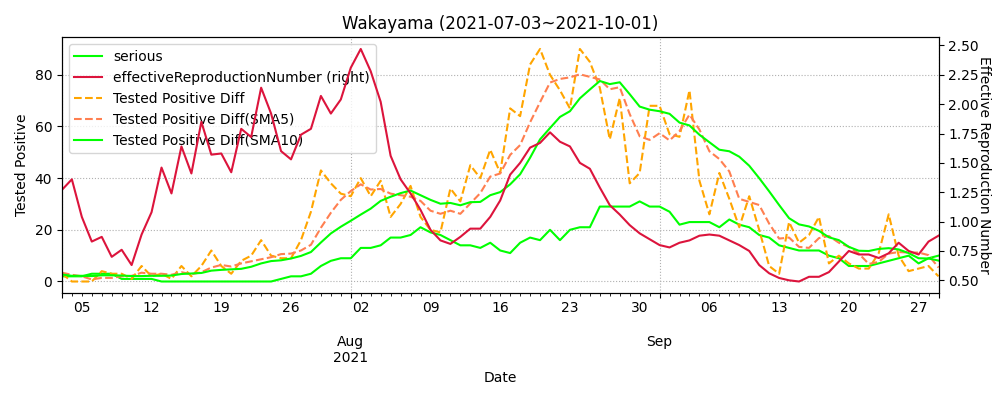 Wakayama (2021-07-03~2021-10-01)
serious
effectiveReproductionNumber (right)
Tested Positive Diff
Tested Positive Diff(SMA5)
Tested Positive Diff(SMA10)
Tested Positive
80
60
40
20
0
2.50
2.25
2.00
1.75
1.50
1.25
1.00
0.75
0.50
Effective Reproduction Number
05 12 19 26 02 09 16 23 30 06 13 20 27
Aug Sep
2021
Date